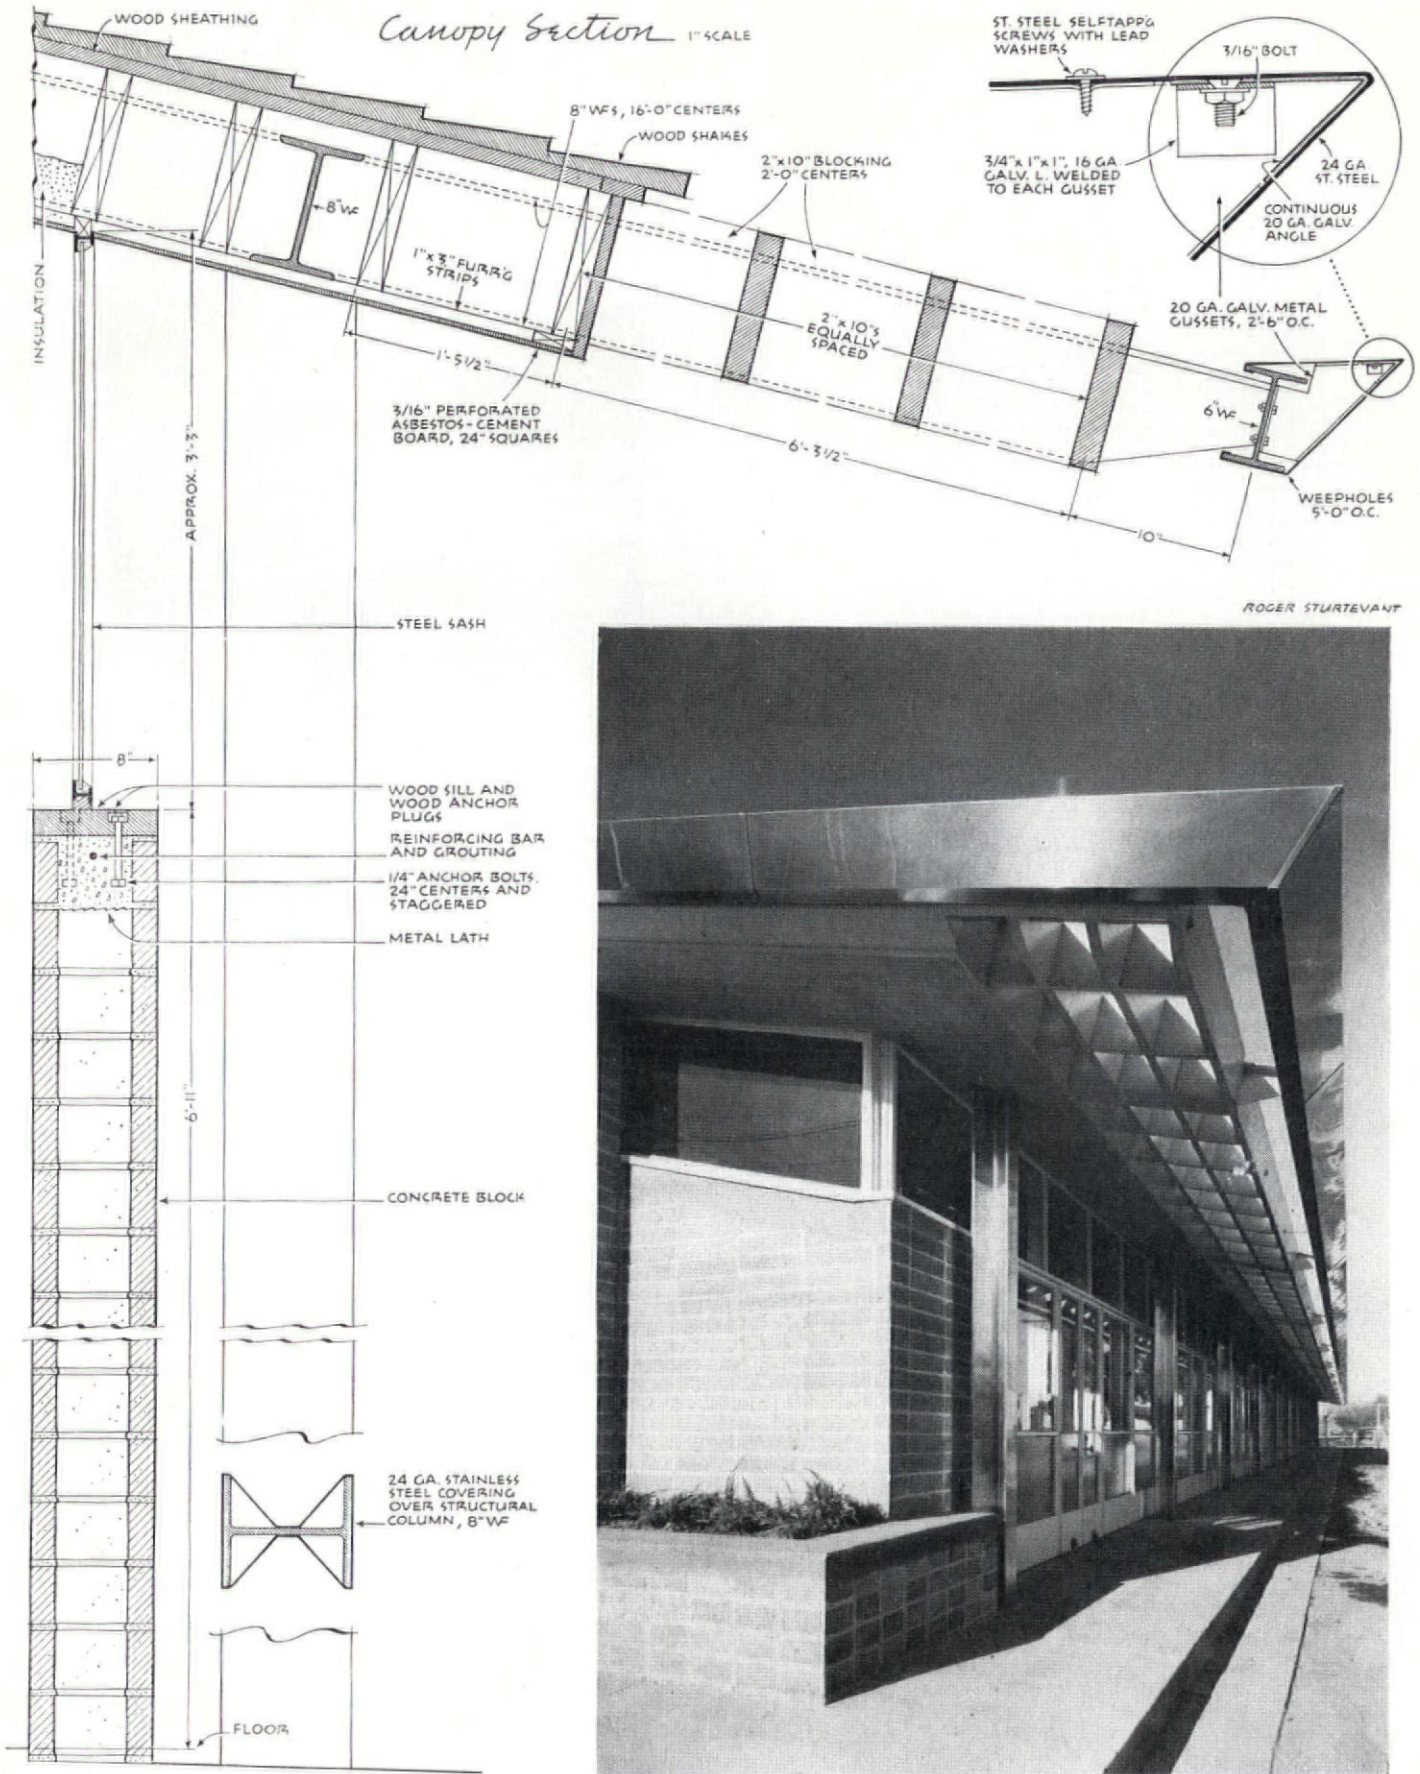 WOOD SHEATHING
Canopy Section 1" SCALE
ST. STEEL SELFTAPP'G
SCREWS WITH LEAD
WASHERS
3/16" BOLT
8" WFS, 16'-0" CENTERS
WOOD SHAKES
2"x10" BLOCKING
2'-0" CENTERS
3/4"x 1"x 1", 16 GA.
GALV. L. WELDED
TO EACH GUSSET
24 GA.
ST. STEEL
CONTINUOUS
20 GA. GALV.
ANGLE
8" WF
1"x 3" FURR'G
STRIPS
INSULATION
20 GA. GALV. METAL
GUSSETS, 2'-6" O.C.
2"x 10"s
EQUALLY
SPACED
1'-5 1/2"
3/16" PERFORATED
ASBESTOS-CEMENT
BOARD, 24" SQUARES
6" WF
6'-3 1/2"
WEEPHOLES
5'-0" O.C.
10"
APPROX. 3'-3"
ROGER STURTEVANT
STEEL SASH
8"
WOOD SILL AND
WOOD ANCHOR
PLUGS
REINFORCING BAR
AND GROUTING
1/4" ANCHOR BOLTS,
24" CENTERS AND
STAGGERED
METAL LATH
6'-11"
CONCRETE BLOCK
24 GA. STAINLESS
STEEL COVERING
OVER STRUCTURAL
COLUMN, 8" WF
FLOOR